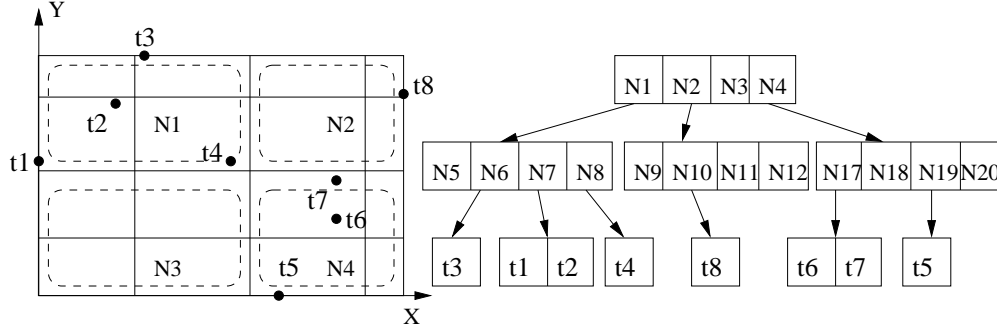 Y
t3
t8
t2
N1
N2
t1
t4
t7
t6
t5
N3
N4
X
N1 N2 N3 N4
N5 N6 N7 N8
N9 N10 N11 N12
N17 N18 N19 N20
t3
t1 t2
t4
t8
t6 t7
t5